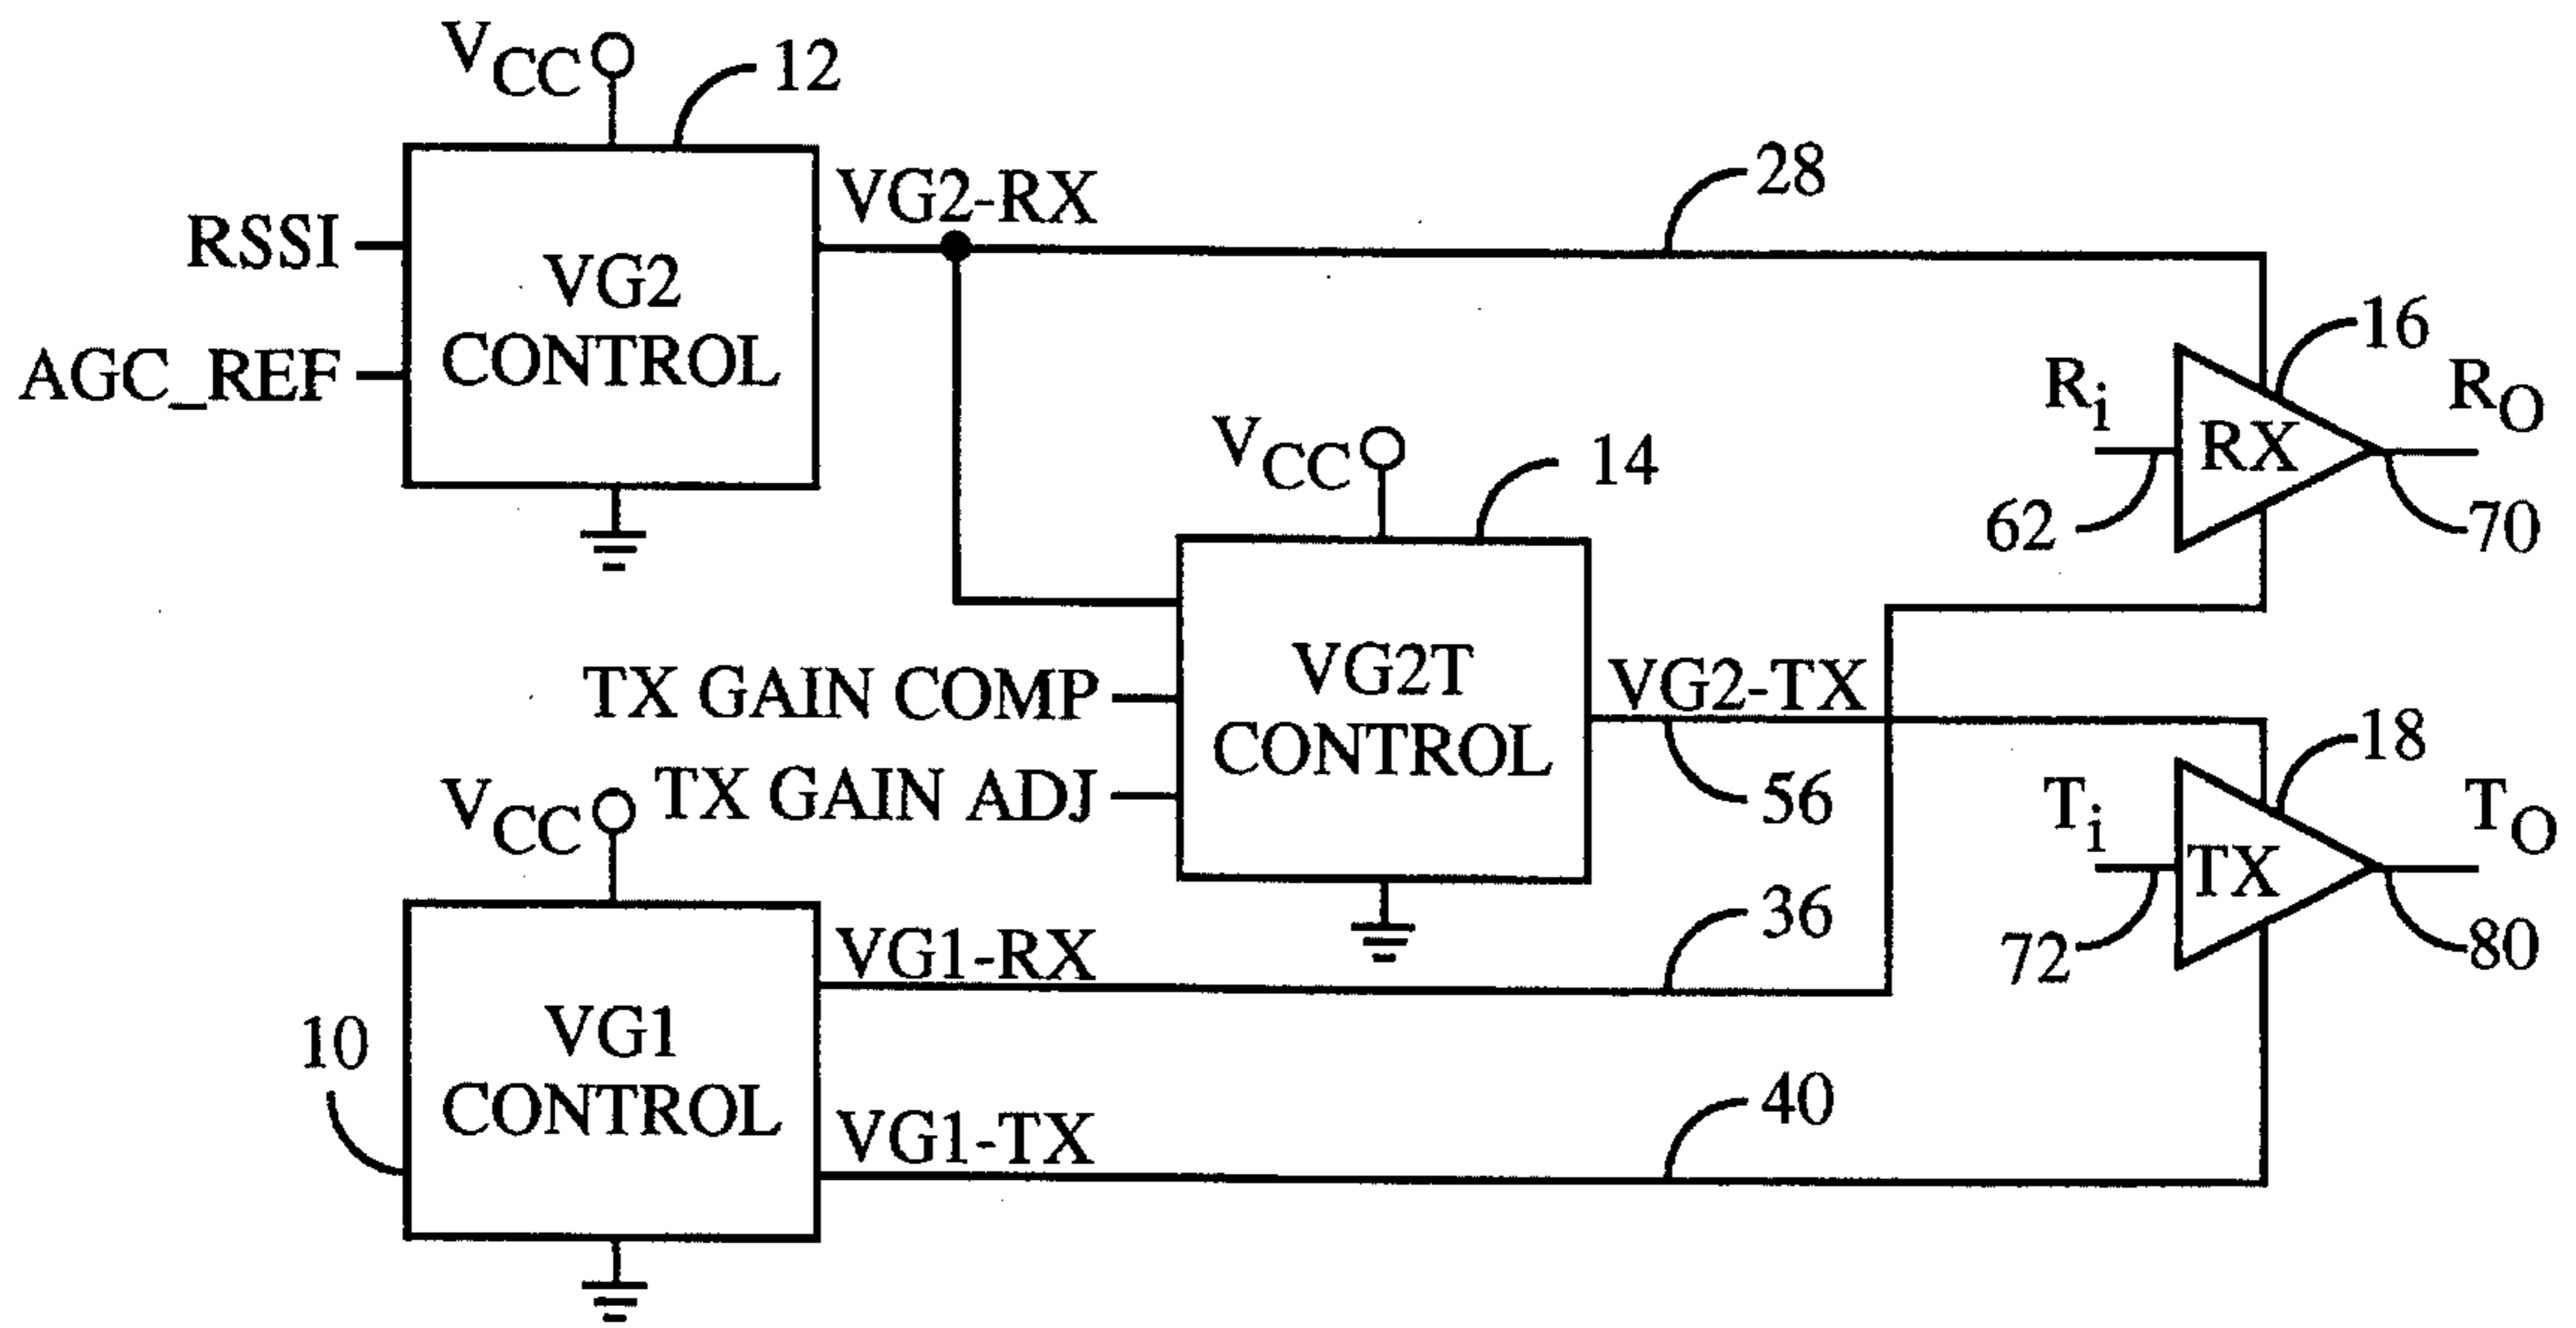 VCC
12
VG2-RX
28
RSSI
VG2
CONTROL
AGC_REF
16
Ri
RX
RO
62
70
VCC
14
TX GAIN COMP
VG2T
CONTROL
VG2-TX
TX GAIN ADJ
56
18
Ti
TX
TO
72
80
VCC
VG1-RX
36
10
VG1
CONTROL
VG1-TX
40